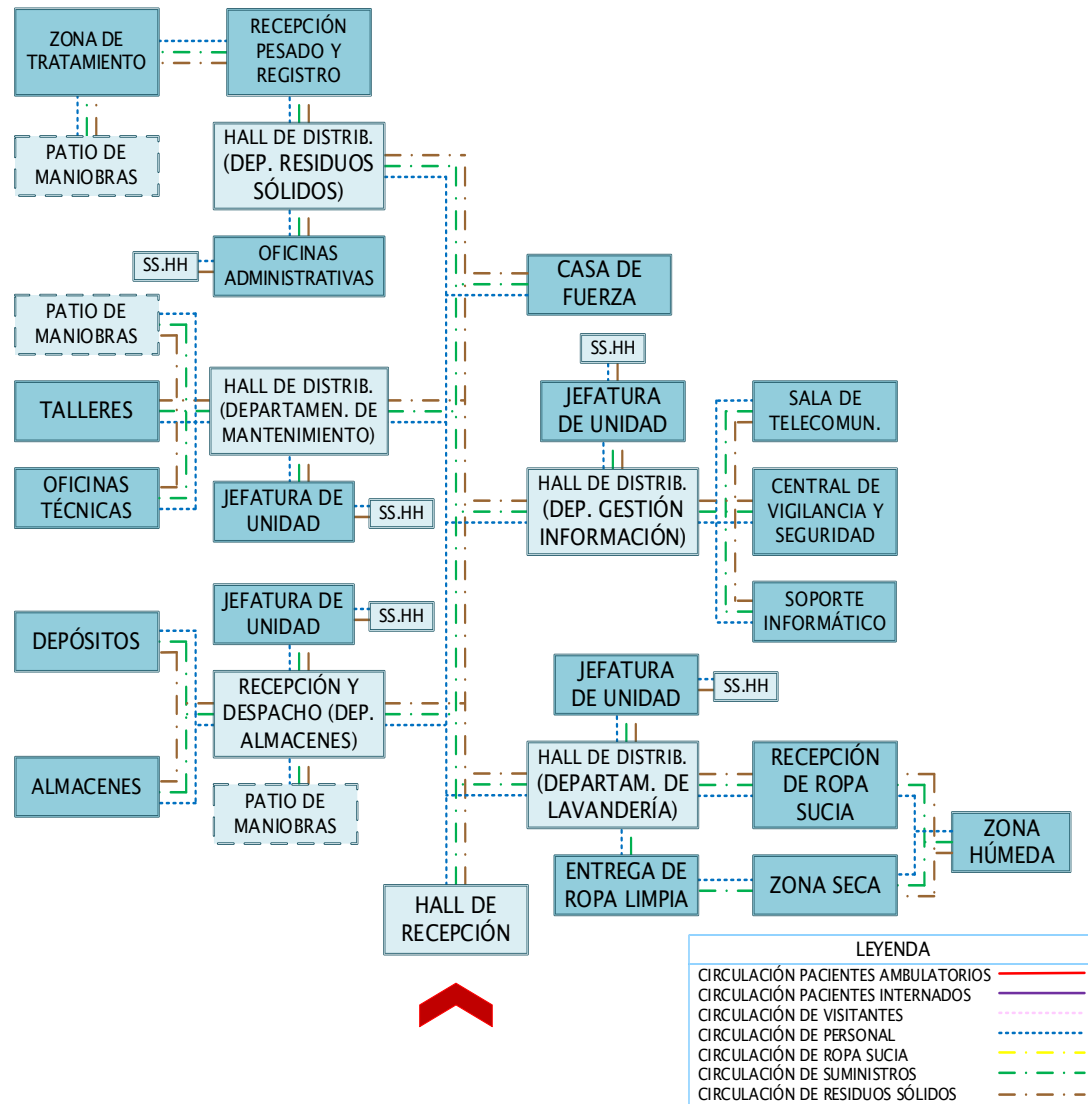 ZONA DE
TRATAMIENTO
RECEPCIÓN
PESADO Y
REGISTRO
PATIO DE
MANIOBRAS
HALL DE DISTRIB.
(DEP. RESIDUOS
SÓLIDOS)
SS.HH
OFICINAS
ADMINISTRATIVAS
CASA DE
FUERZA
PATIO DE
MANIOBRAS
TALLERES
OFICINAS
TÉCNICAS
HALL DE DISTRIB.
(DEPARTAMEN. DE
MANTENIMIENTO)
JEFATURA DE
UNIDAD
SS.HH
SS.HH
JEFATURA
DE UNIDAD
HALL DE DISTRIB.
(DEP. GESTIÓN
INFORMACIÓN)
SALA DE
TELECOMUN.
CENTRAL DE
VIGILANCIA Y
SEGURIDAD
SOPORTE
INFORMÁTICO
JEFATURA DE
UNIDAD
SS.HH
DEPÓSITOS
RECEPCIÓN Y
DESPACHO (DEP.
ALMACENES)
ALMACENES
PATIO DE
MANIOBRAS
JEFATURA
DE UNIDAD
SS.HH
HALL DE DISTRIB.
(DEPARTAM. DE
LAVANDERÍA)
RECEPCIÓN
DE ROPA
SUCIA
ZONA
HÚMEDA
ENTREGA DE
ROPA LIMPIA
ZONA SECA
HALL DE
RECEPCIÓN
LEYENDA
CIRCULACIÓN PACIENTES AMBULATORIOS
CIRCULACIÓN PACIENTES INTERNADOS
CIRCULACIÓN DE VISITANTES
CIRCULACIÓN DE PERSONAL
CIRCULACIÓN DE ROPA SUCIA
CIRCULACIÓN DE SUMINISTROS
CIRCULACIÓN DE RESIDUOS SÓLIDOS